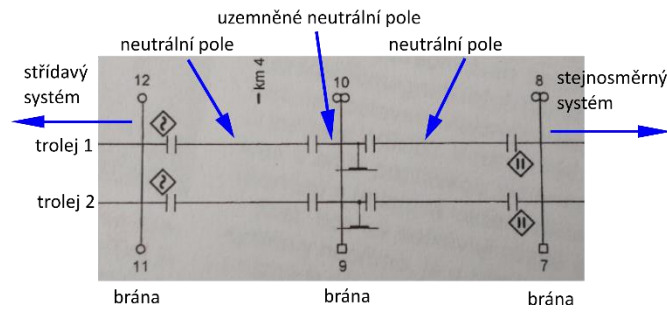 uzemněné neutrální pole
neutrální pole
neutrální pole
střídavý
systém
stejnosměrný
systém
12
km 4
10
8
trolej 1
trolej 2
11
9
7
brána
brána
brána